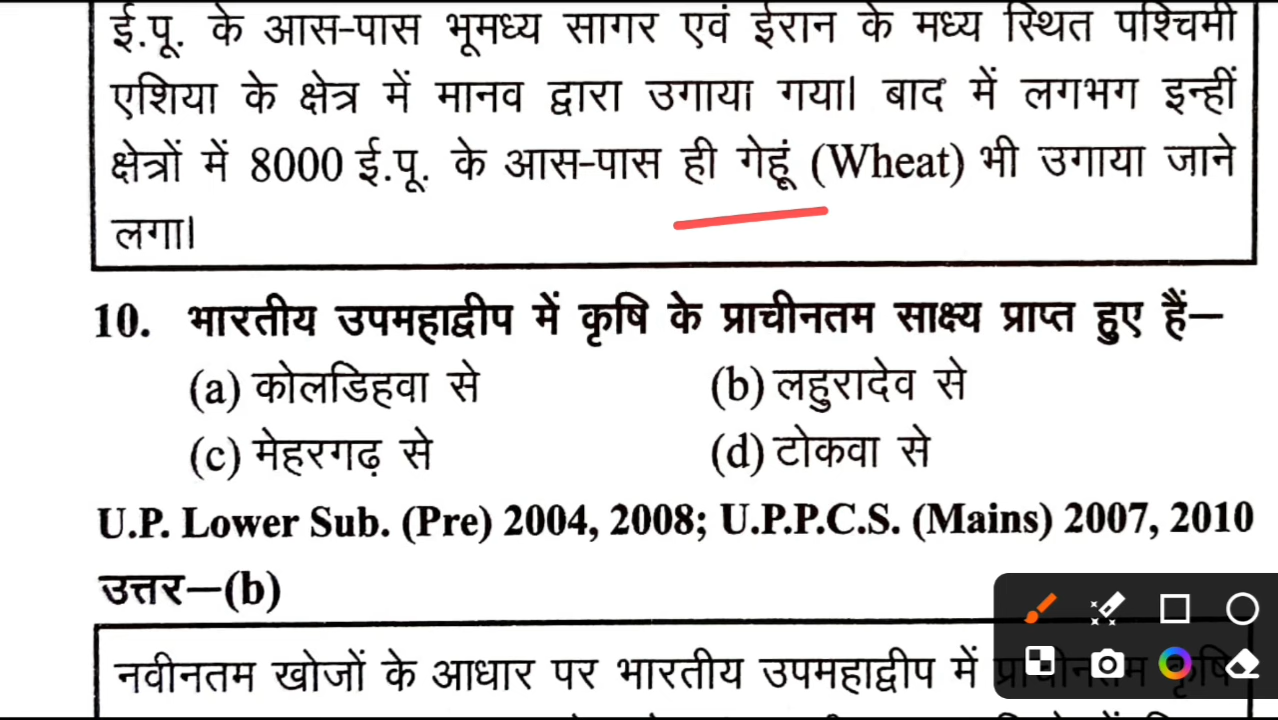 ई.पू. के आस-पास भूमध्य सागर एवं ईरान के मध्य स्थित पश्चिमी
एशिया के क्षेत्र में मानव द्वारा उगाया गया। बाद में लगभग इन्हीं
क्षेत्रों में 8000 ई.पू. के आस-पास ही गेहूं (Wheat) भी उगाया जाने
लगा।
10. भारतीय उपमहाद्वीप में कृषि के प्राचीनतम साक्ष्य प्राप्त हुए हैं—
(a) कोलडिहवा से (b) लहुरादेव से
(c) मेहरगढ़ से (d) टोकवा से
U.P. Lower Sub. (Pre) 2004, 2008; U.P.P.C.S. (Mains) 2007, 2010
उत्तर—(b)
नवीनतम खोजों के आधार पर भारतीय उपमहाद्वीप में प्राचीनतम कृषि